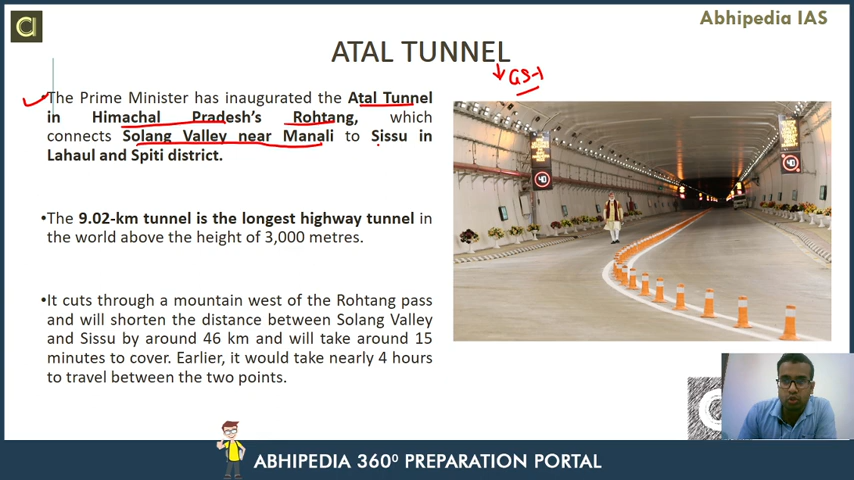 Abhipedia IAS
ATAL TUNNEL
GS-1
•The Prime Minister has inaugurated the Atal Tunnel
in Himachal Pradesh's Rohtang, which
connects Solang Valley near Manali to Sissu in
Lahaul and Spiti district.
•The 9.02-km tunnel is the longest highway tunnel in
the world above the height of 3,000 metres.
•It cuts through a mountain west of the Rohtang pass
and will shorten the distance between Solang Valley
and Sissu by around 46 km and will take around 15
minutes to cover. Earlier, it would take nearly 4 hours
to travel between the two points.
40
40
ABHIPEDIA 360⁰ PREPARATION PORTAL